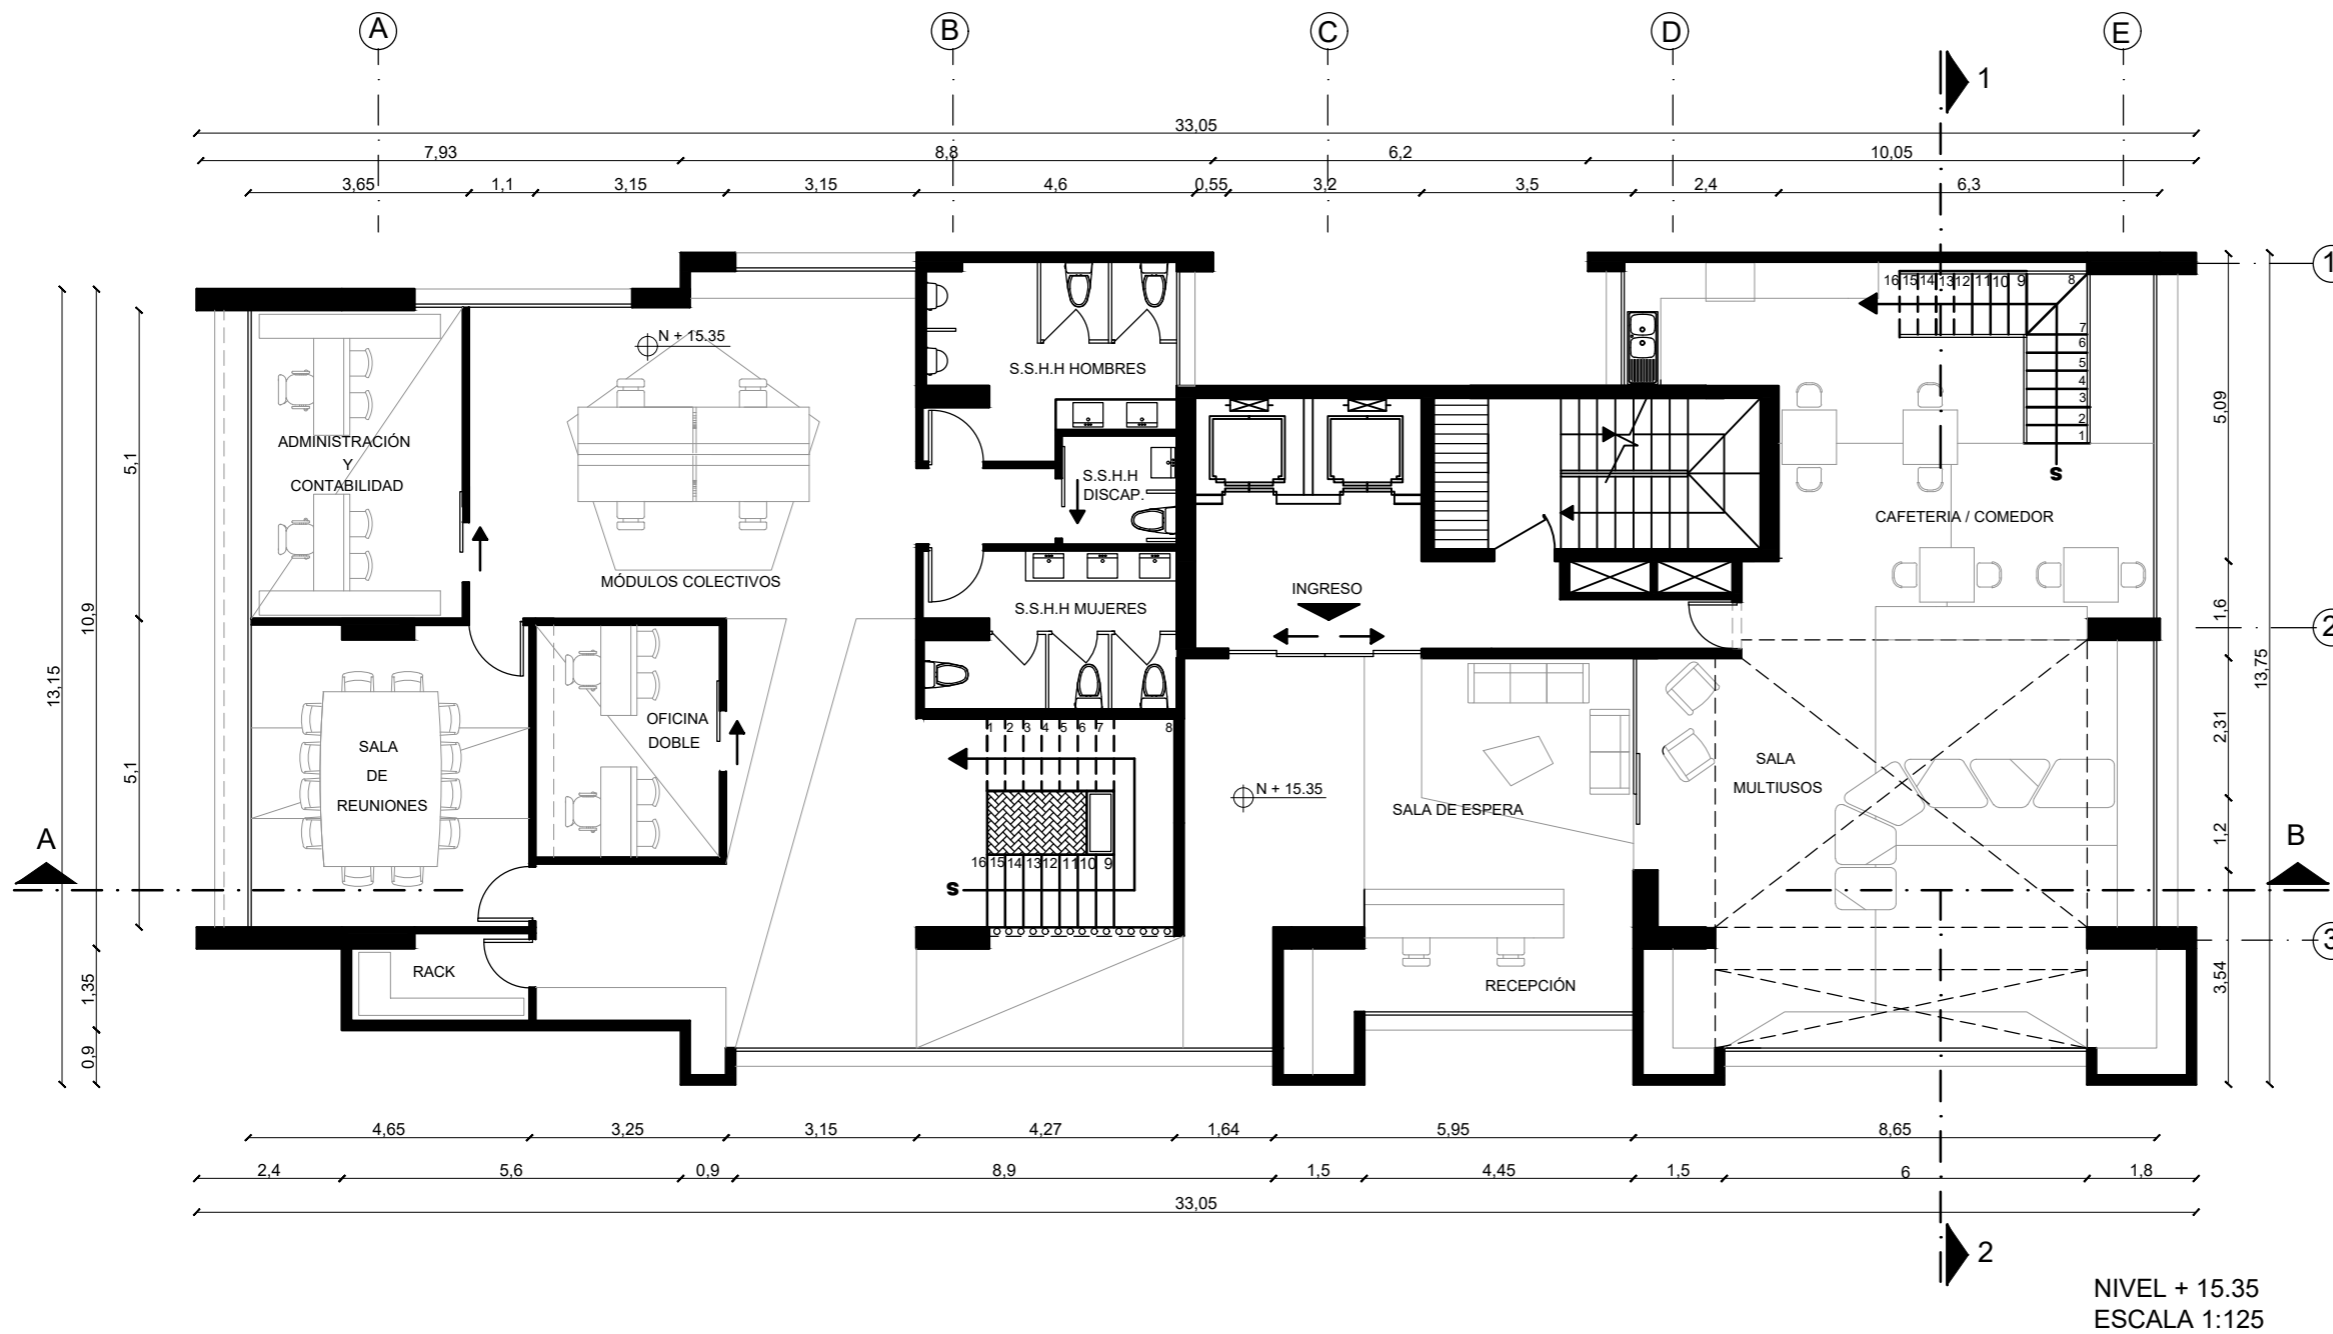 A B C D E
1
33,05
7,93 8,8 6,2 10,05
3,65 1,1 3,15 3,15 4,6 0,55 3,2 3,5 2,4 6,3
1
16 15 14 13 12 11 10 9 8
7
6
5
4
3
2
1
s
N + 15.35
S.S.H.H HOMBRES
ADMINISTRACIÓN
Y
CONTABILIDAD
S.S.H.H
DISCAP.
CAFETERIA / COMEDOR
MÓDULOS COLECTIVOS
INGRESO
S.S.H.H MUJERES
2
OFICINA
DOBLE
1 2 3 4 5 6 7 8
SALA
DE
REUNIONES
SALA
MULTIUSOS
N + 15.35
SALA DE ESPERA
A
B
16 15 14 13 12 11 10 9
s
3
RACK
RECEPCIÓN
13,15
10,9
1,35
0,9
5,1
5,1
5,09
1,6
2,31
1,2
3,54
13,75
4,65 3,25 3,15 4,27 1,64 5,95 8,65
2,4 5,6 0,9 8,9 1,5 4,45 1,5 6 1,8
33,05
2
NIVEL + 15.35
ESCALA 1:125